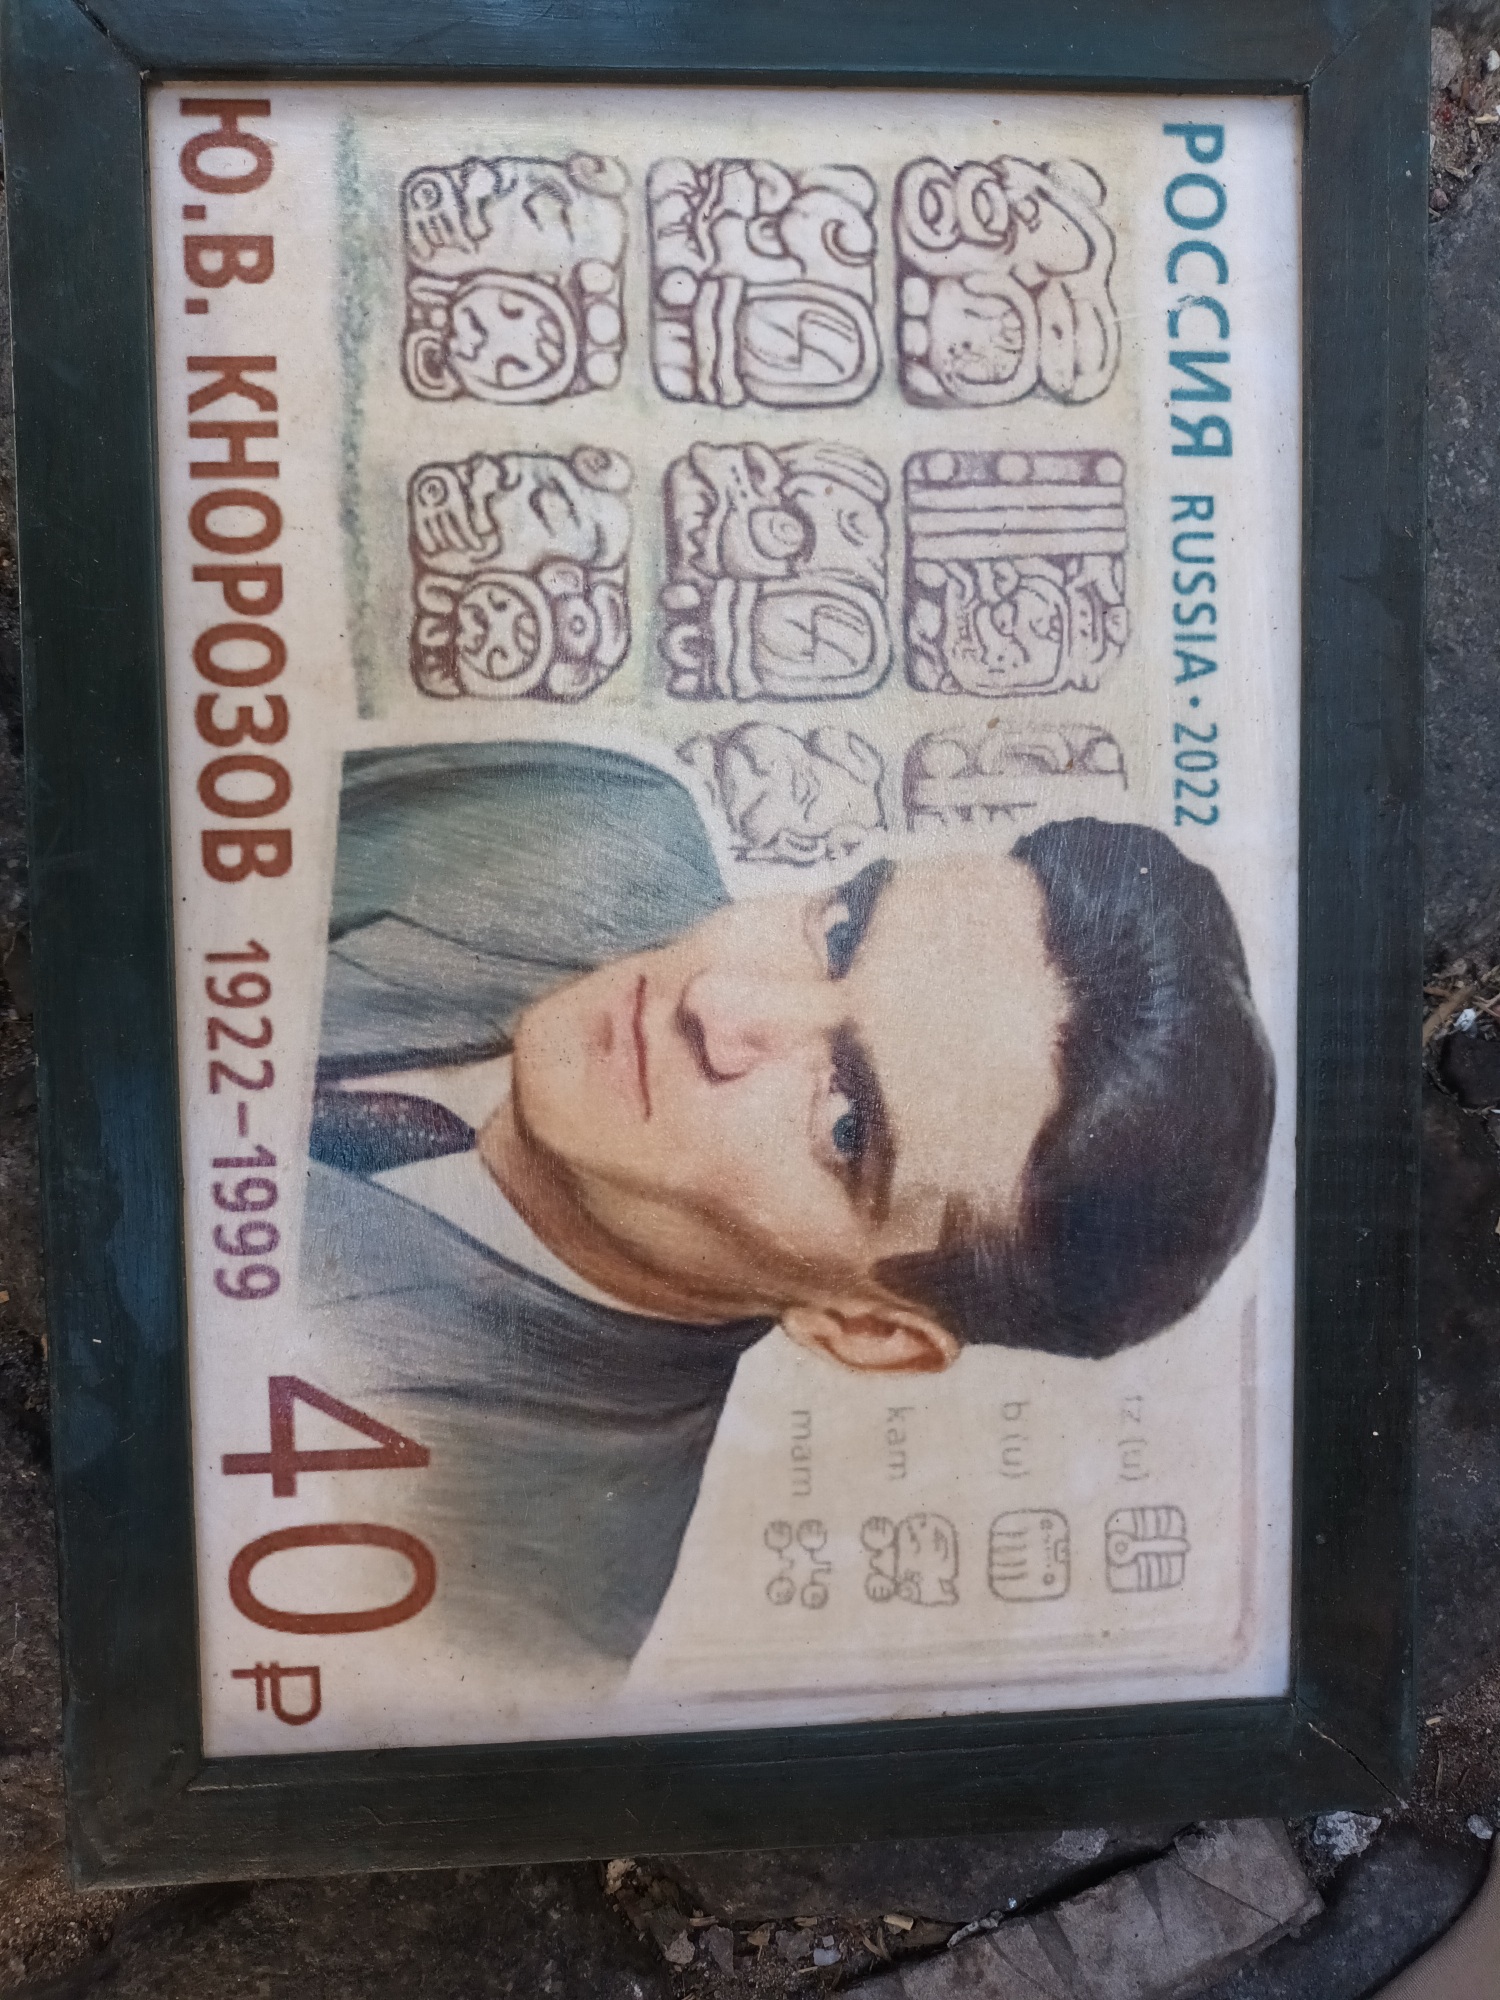 РОССИЯ RUSSIA • 2022
tz(u)
b'(u)
kam
mam
Ю.В. КНОРОЗОВ 1922–1999
40 ₽